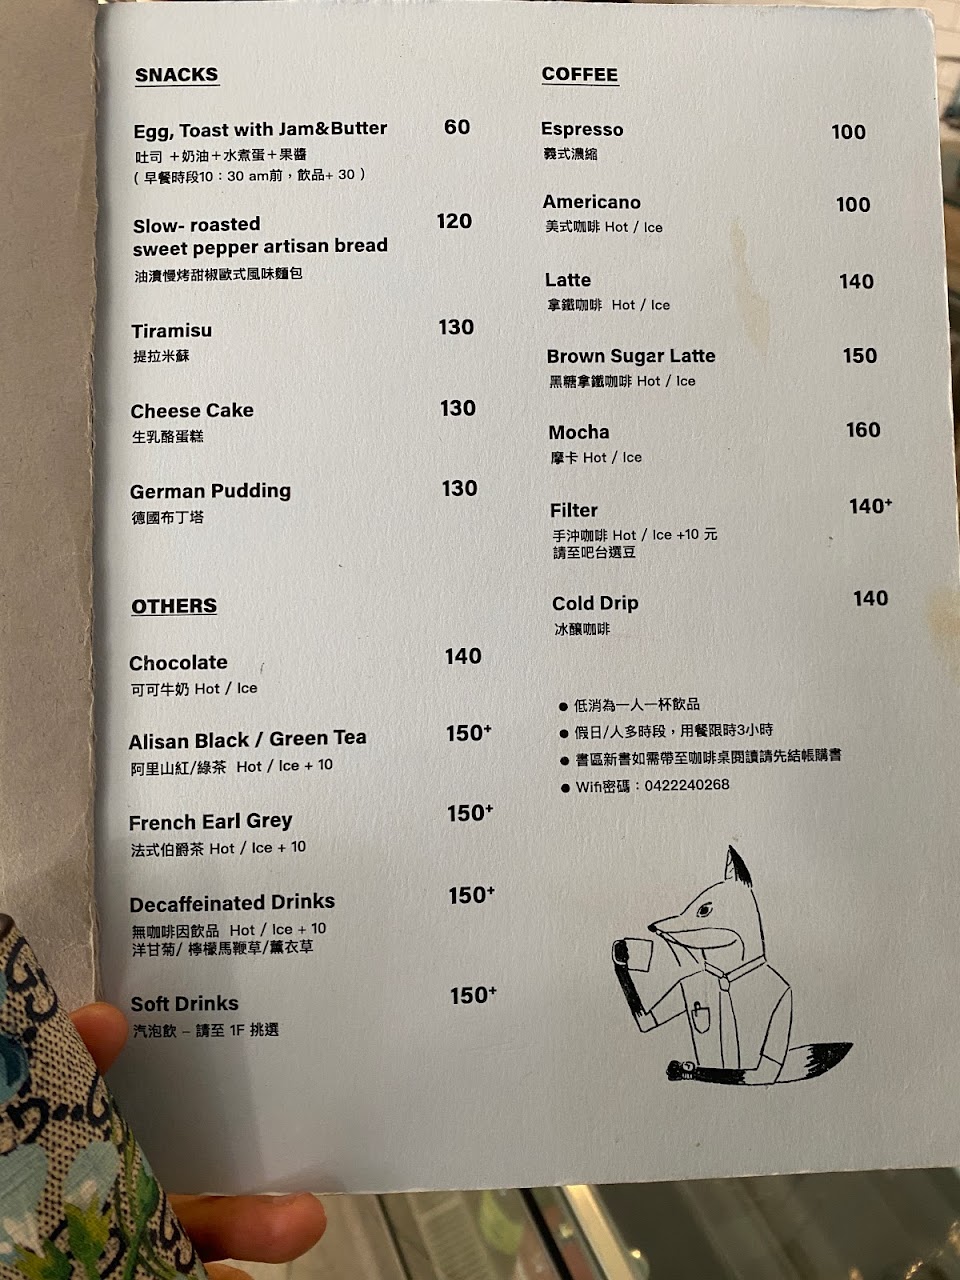 SNACKS
Egg, Toast with Jam&Butter 60
吐司 ＋奶油＋水煮蛋＋果醬
( 早餐時段10：30 am前，飲品+ 30 )
Slow- roasted 120
sweet pepper artisan bread
油漬慢烤甜椒歐式風味麵包
Tiramisu 130
提拉米蘇
Cheese Cake 130
生乳酪蛋糕
German Pudding 130
德國布丁塔
OTHERS
Chocolate 140
可可牛奶 Hot / Ice
Alisan Black / Green Tea 150+
阿里山紅/綠茶 Hot / Ice + 10
French Earl Grey 150+
法式伯爵茶 Hot / Ice + 10
Decaffeinated Drinks 150+
無咖啡因飲品 Hot / Ice + 10
洋甘菊/ 檸檬馬鞭草/薰衣草
Soft Drinks 150+
汽泡飲 – 請至 1F 挑選
COFFEE
Espresso 100
義式濃縮
Americano 100
美式咖啡 Hot / Ice
Latte 140
拿鐵咖啡 Hot / Ice
Brown Sugar Latte 150
黑糖拿鐵咖啡 Hot / Ice
Mocha 160
摩卡 Hot / Ice
Filter 140+
手沖咖啡 Hot / Ice +10 元
請至吧台選豆
Cold Drip 140
冰釀咖啡
● 低消為一人一杯飲品
● 假日/人多時段，用餐限時3小時
● 書區新書如需帶至咖啡桌閱讀請先結帳購書
● Wifi密碼：0422240268